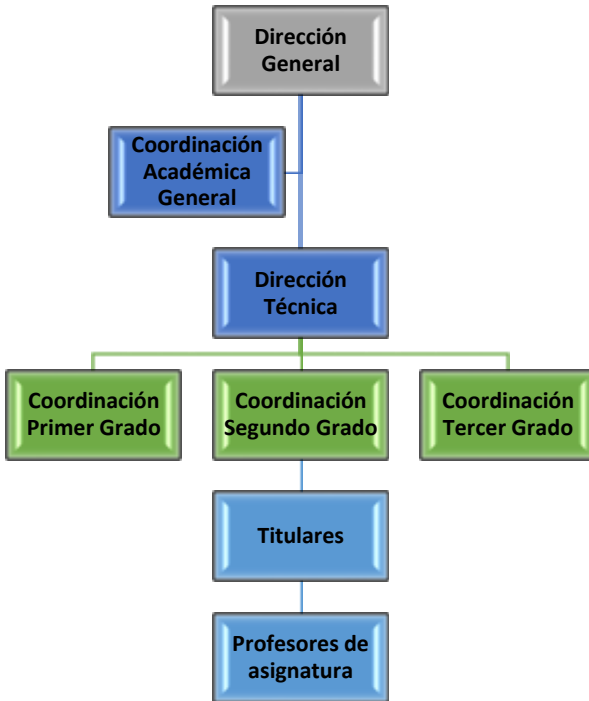 Dirección
General
Coordinación
Académica
General
Dirección
Técnica
Coordinación
Primer Grado
Coordinación
Segundo Grado
Coordinación
Tercer Grado
Titulares
Profesores de
asignatura